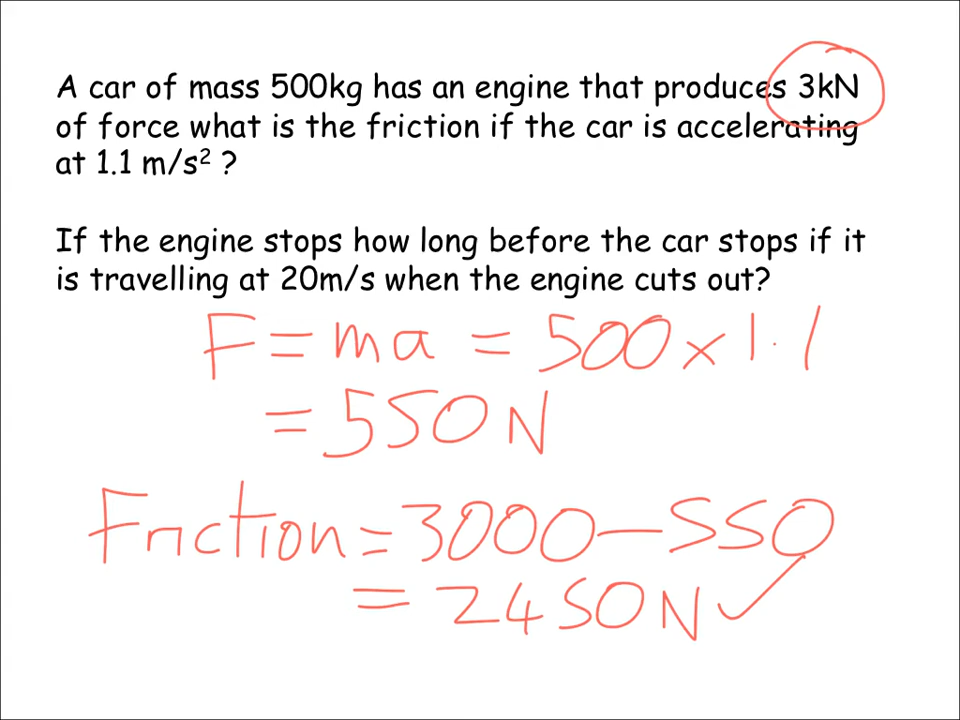 A car of mass 500kg has an engine that produces 3kN
of force what is the friction if the car is accelerating
at 1.1 m/s² ?
If the engine stops how long before the car stops if it
is travelling at 20m/s when the engine cuts out?
F = ma = 500 x 1.1
= 550N
Friction = 3000 - 550
= 2450N ✓